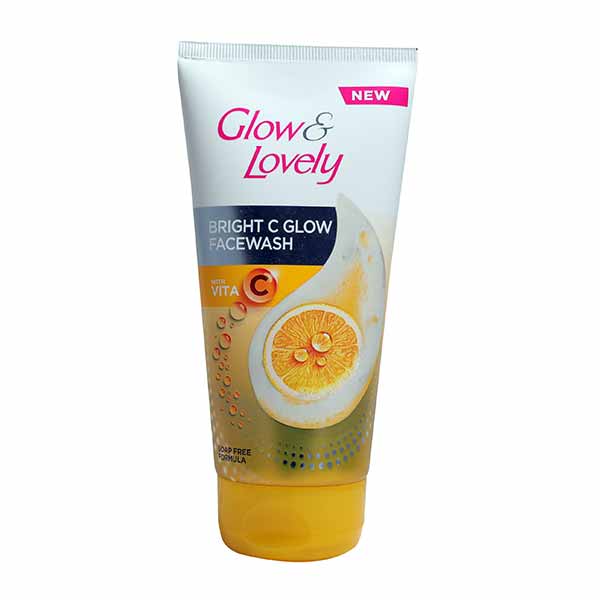 NEW
Glow &
Lovely
BRIGHT C GLOW
FACEWASH
WITH
VITA C
SOAP FREE
FORMULA